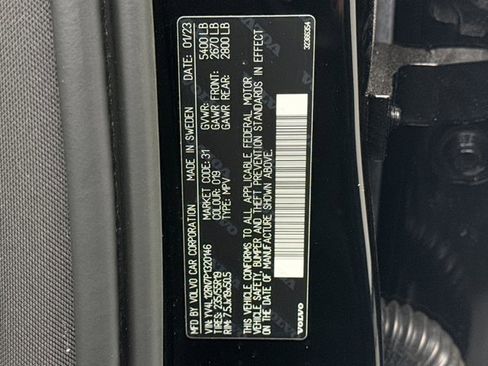 MFD BY VOLVO CAR CORPORATION MADE IN SWEDEN DATE: 01/23
VIN: YV4L12RN7P1320146
TIRES: 235/55R19
RIM: 7.5Jx19x50.5
MARKET CODE: 31
COLOUR: 019
TYPE: MPV
GVWR: 5400 LB
GAWR FRONT: 2670 LB
GAWR REAR: 2800 LB
THIS VEHICLE CONFORMS TO ALL APPLICABLE FEDERAL MOTOR
VEHICLE SAFETY, BUMPER AND THEFT PREVENTION STANDARDS IN EFFECT
ON THE DATE OF MANUFACTURE SHOWN ABOVE.
VOLVO